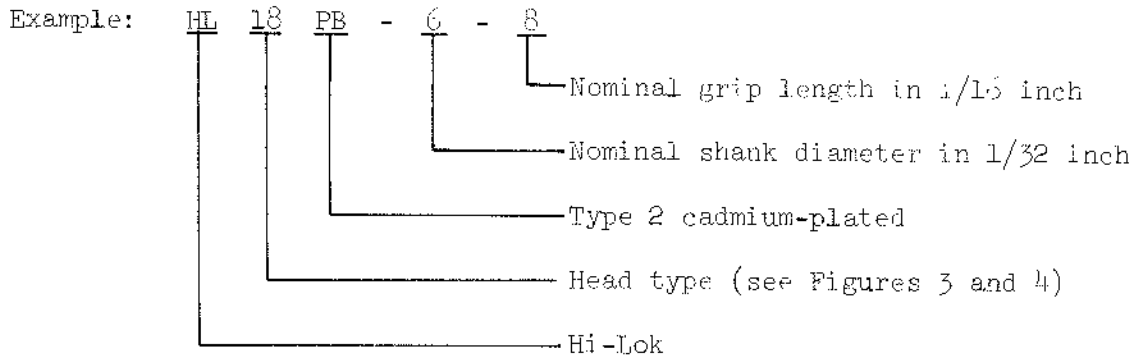 Example: HL 18 PB - 6 - 8
Nominal grip length in 1/16 inch
Nominal shank diameter in 1/32 inch
Type 2 cadmium-plated
Head type (see Figures 3 and 4)
Hi-Lok